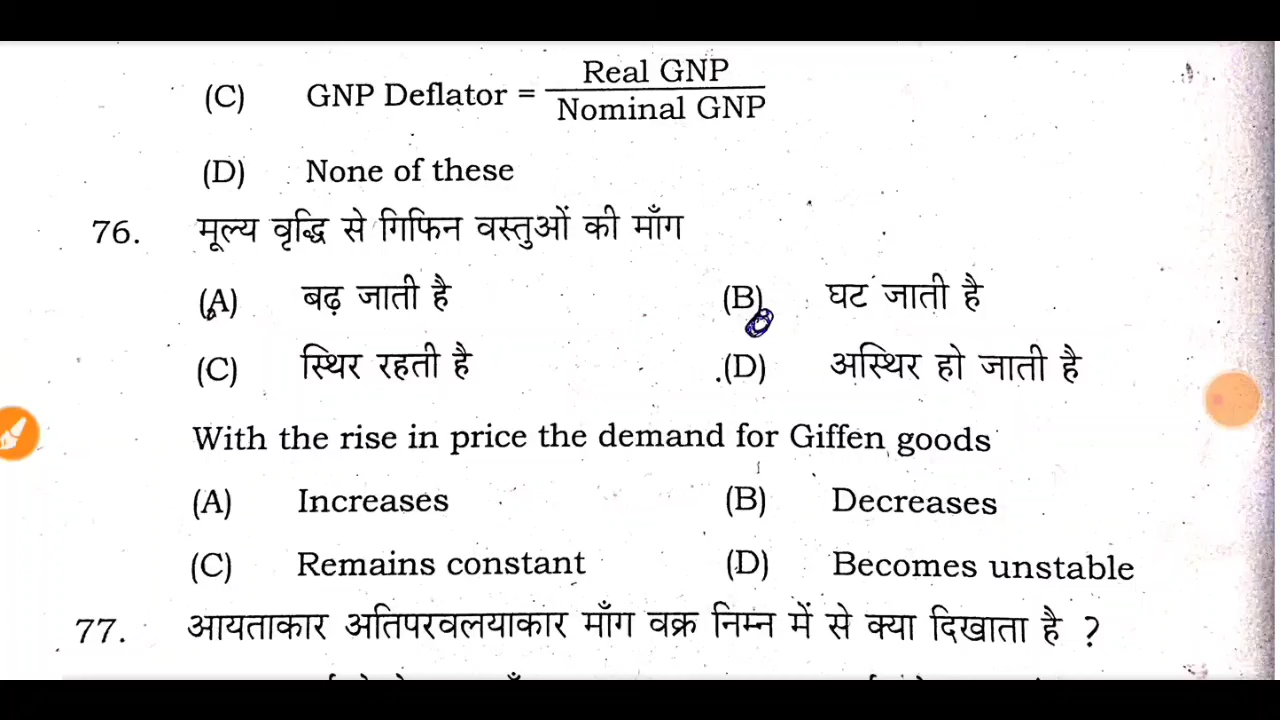 (C) GNP Deflator = Real GNP / Nominal GNP
(D) None of these
76. मूल्य वृद्धि से गिफिन वस्तुओं की माँग
(A) बढ़ जाती है (B) घट जाती है
(C) स्थिर रहती है (D) अस्थिर हो जाती है
With the rise in price the demand for Giffen goods
(A) Increases (B) Decreases
(C) Remains constant (D) Becomes unstable
77. आयताकार अतिपरवलयाकार माँग वक्र निम्न में से क्या दिखाता है ?